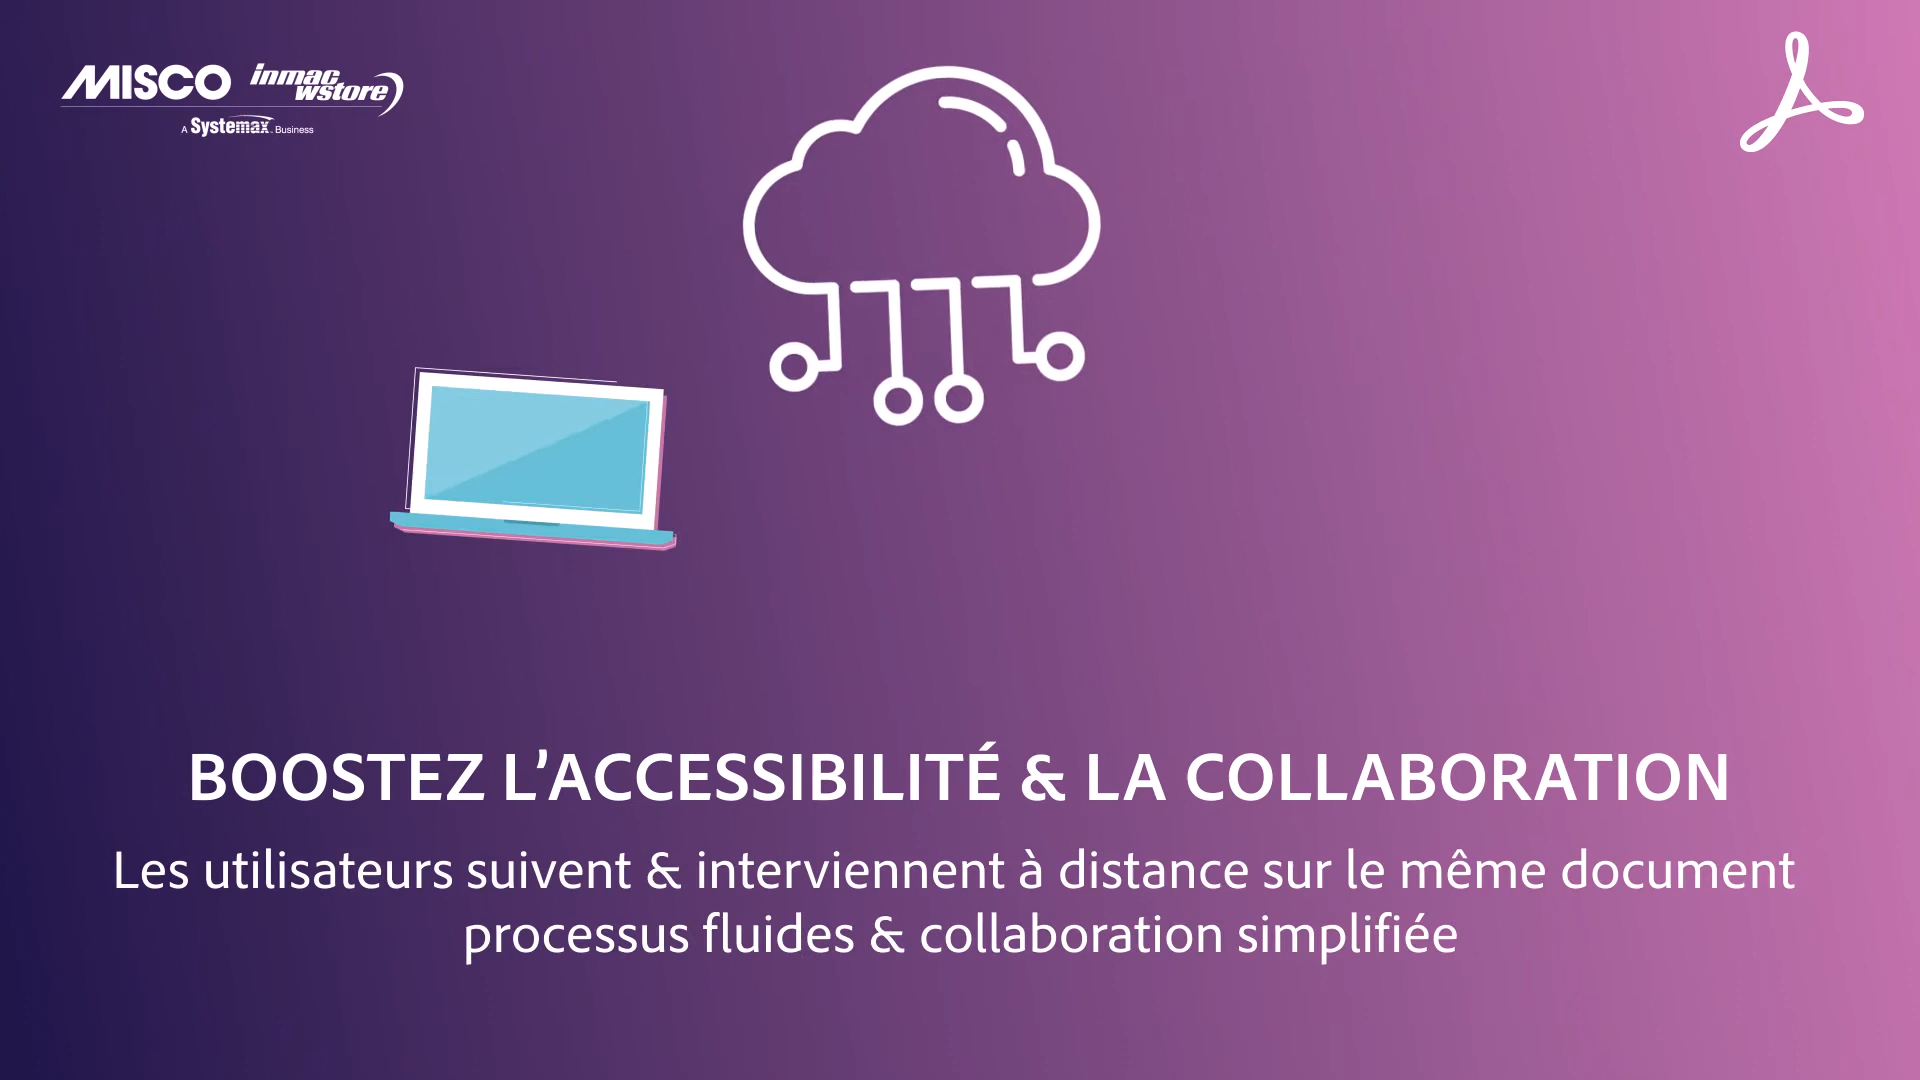 MISCO inmac wstore
A Systemax Business
BOOSTEZ L’ACCESSIBILITÉ & LA COLLABORATION
Les utilisateurs suivent & interviennent à distance sur le même document
processus fluides & collaboration simplifiée